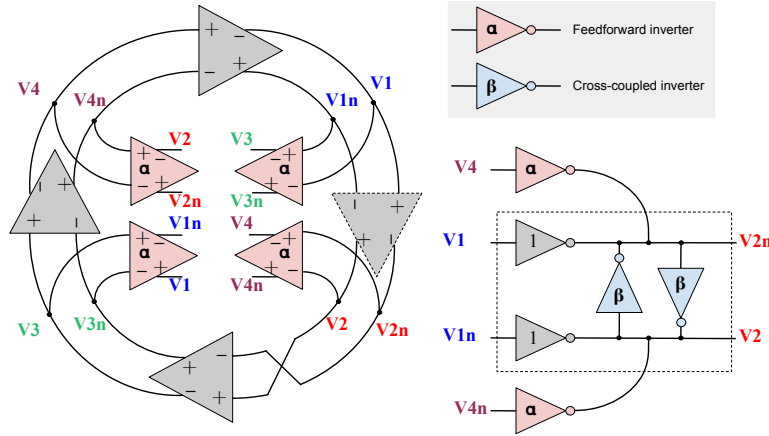 + −
− +
V4
V4n
V1n
V1
V2
V3
+ −
α
− +
V2n
− +
α
+ −
V3n
− +
+ −
− +
+ −
V1n
V4
+ −
α
− +
V1
− +
α
+ −
V4n
V3
V3n
V2
V2n
+ −
− +
α
Feedforward inverter
β
Cross-coupled inverter
V4
α
V1
1
V2n
β
β
V1n
1
V2
V4n
α